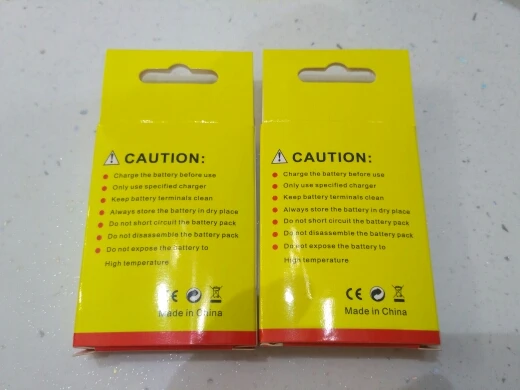 CAUTION:
Charge the battery before use
Only use specified charger
Keep battery terminals clean
Always store the battery in dry place
Do not short circuit the battery pack
Do not disassemble the battery pack
Do not expose the battery to
High temperature
CE
Made in China
CAUTION:
Charge the battery before use
Only use specified charger
Keep battery terminals clean
Always store the battery in dry place
Do not short circuit the battery pack
Do not disassemble the battery pack
Do not expose the battery to
High temperature
CE
Made in China